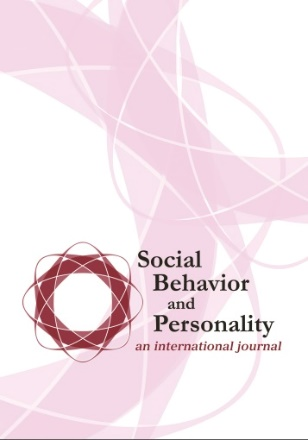 Social
Behavior
and
Personality
an international journal